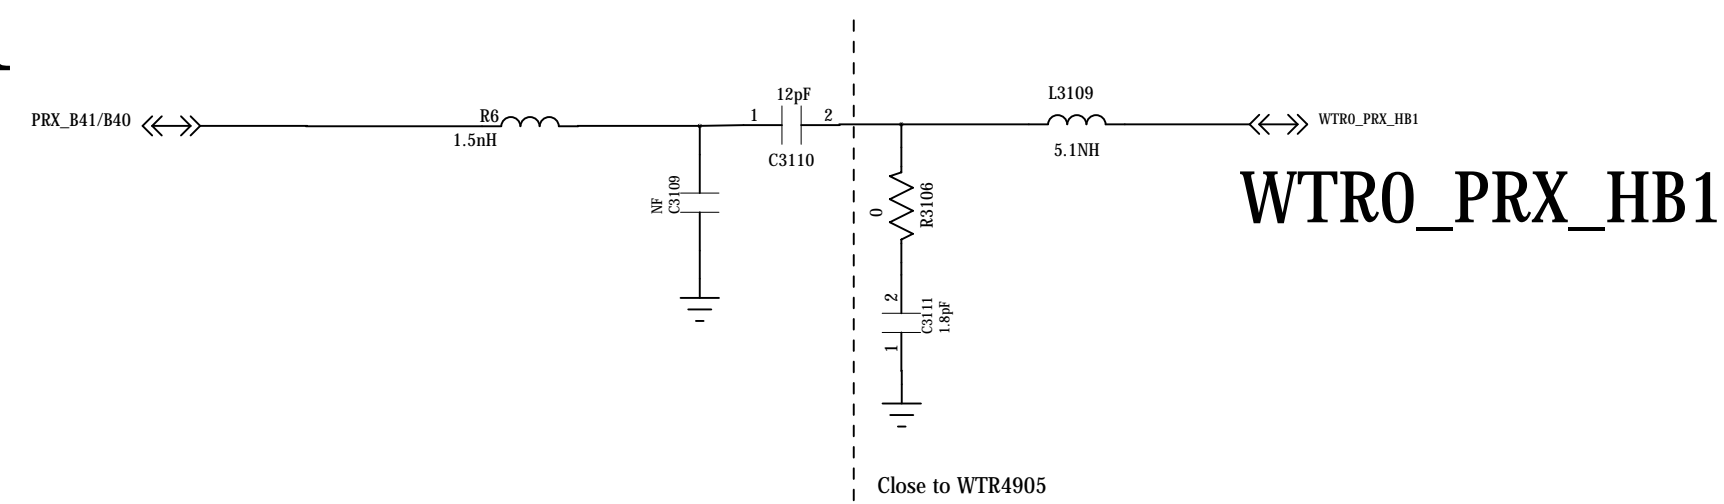 PRX_B41/B40
R6
1.5nH
NF
C3109
12pF
1
2
C3110
0
R3106
2
1
C3111
1.8pF
L3109
5.1NH
WTR0_PRX_HB1
WTR0_PRX_HB1
Close to WTR4905